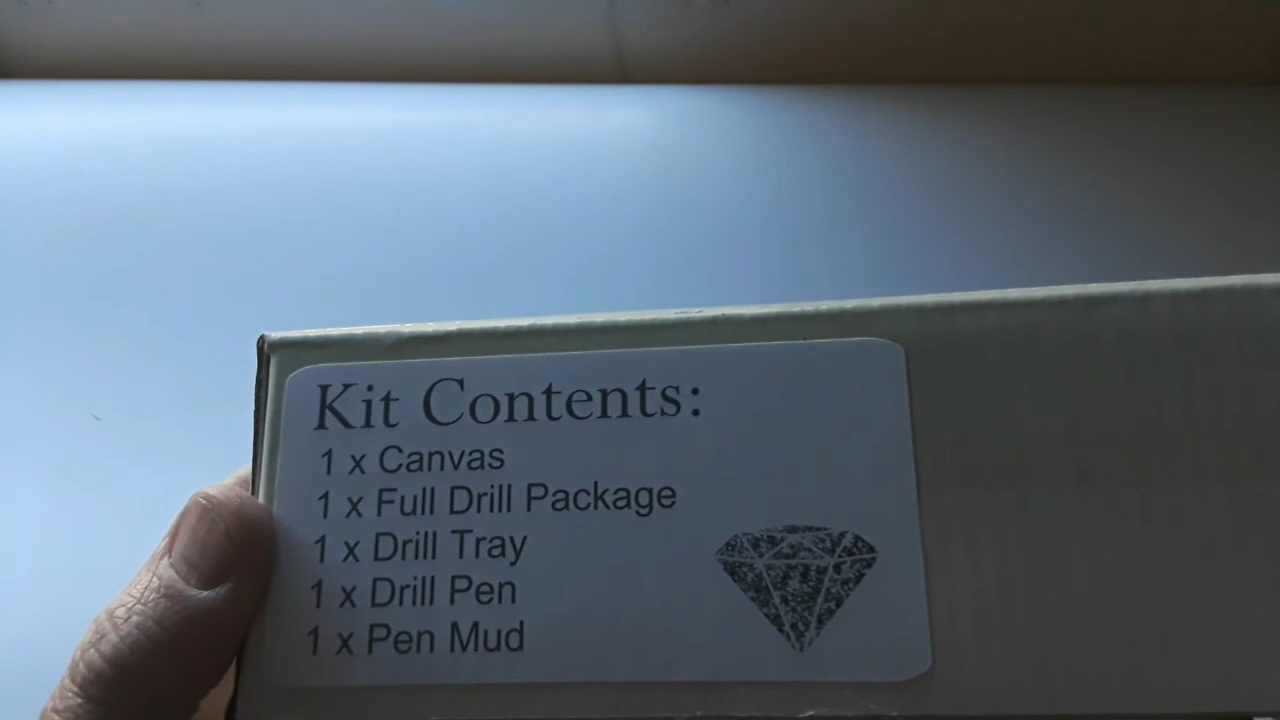 Kit Contents:
1 x Canvas
1 x Full Drill Package
1 x Drill Tray
1 x Drill Pen
1 x Pen Mud